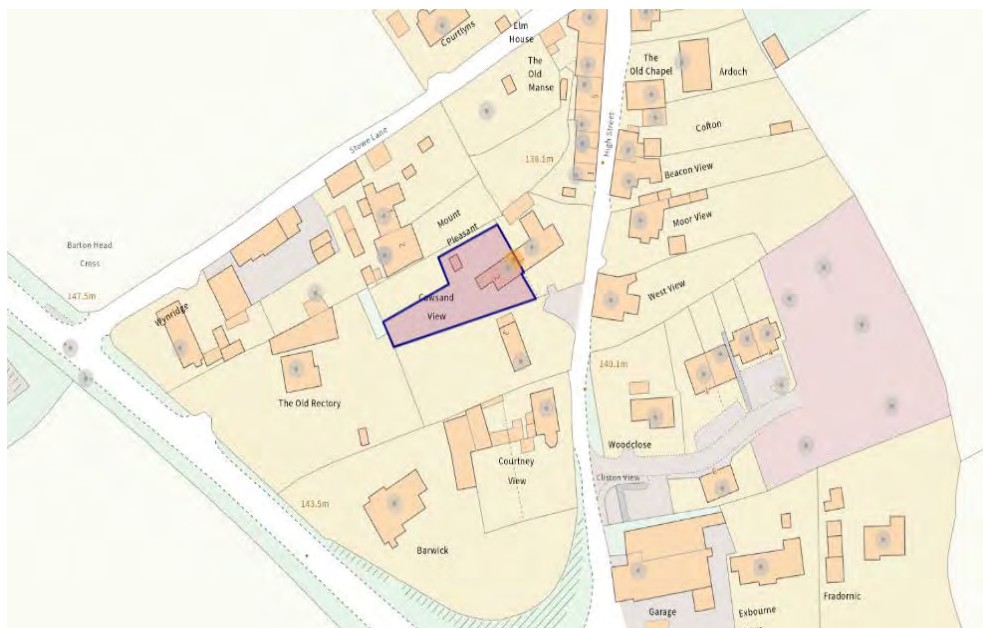 Elm
House
Courtlyns
The
Old
Manse
The
Old Chapel
Ardoch
Stowe Lane
High Street
138.1m
Cofton
Beacon View
Moor View
Mount
Pleasant
Barton Head
Cross
147.5m
Wynridge
Cawsand
View
West View
The Old Rectory
140.1m
Woodclose
Courtney
View
Cliston View
143.5m
Barwick
Garage
Exbourne
Fradornic